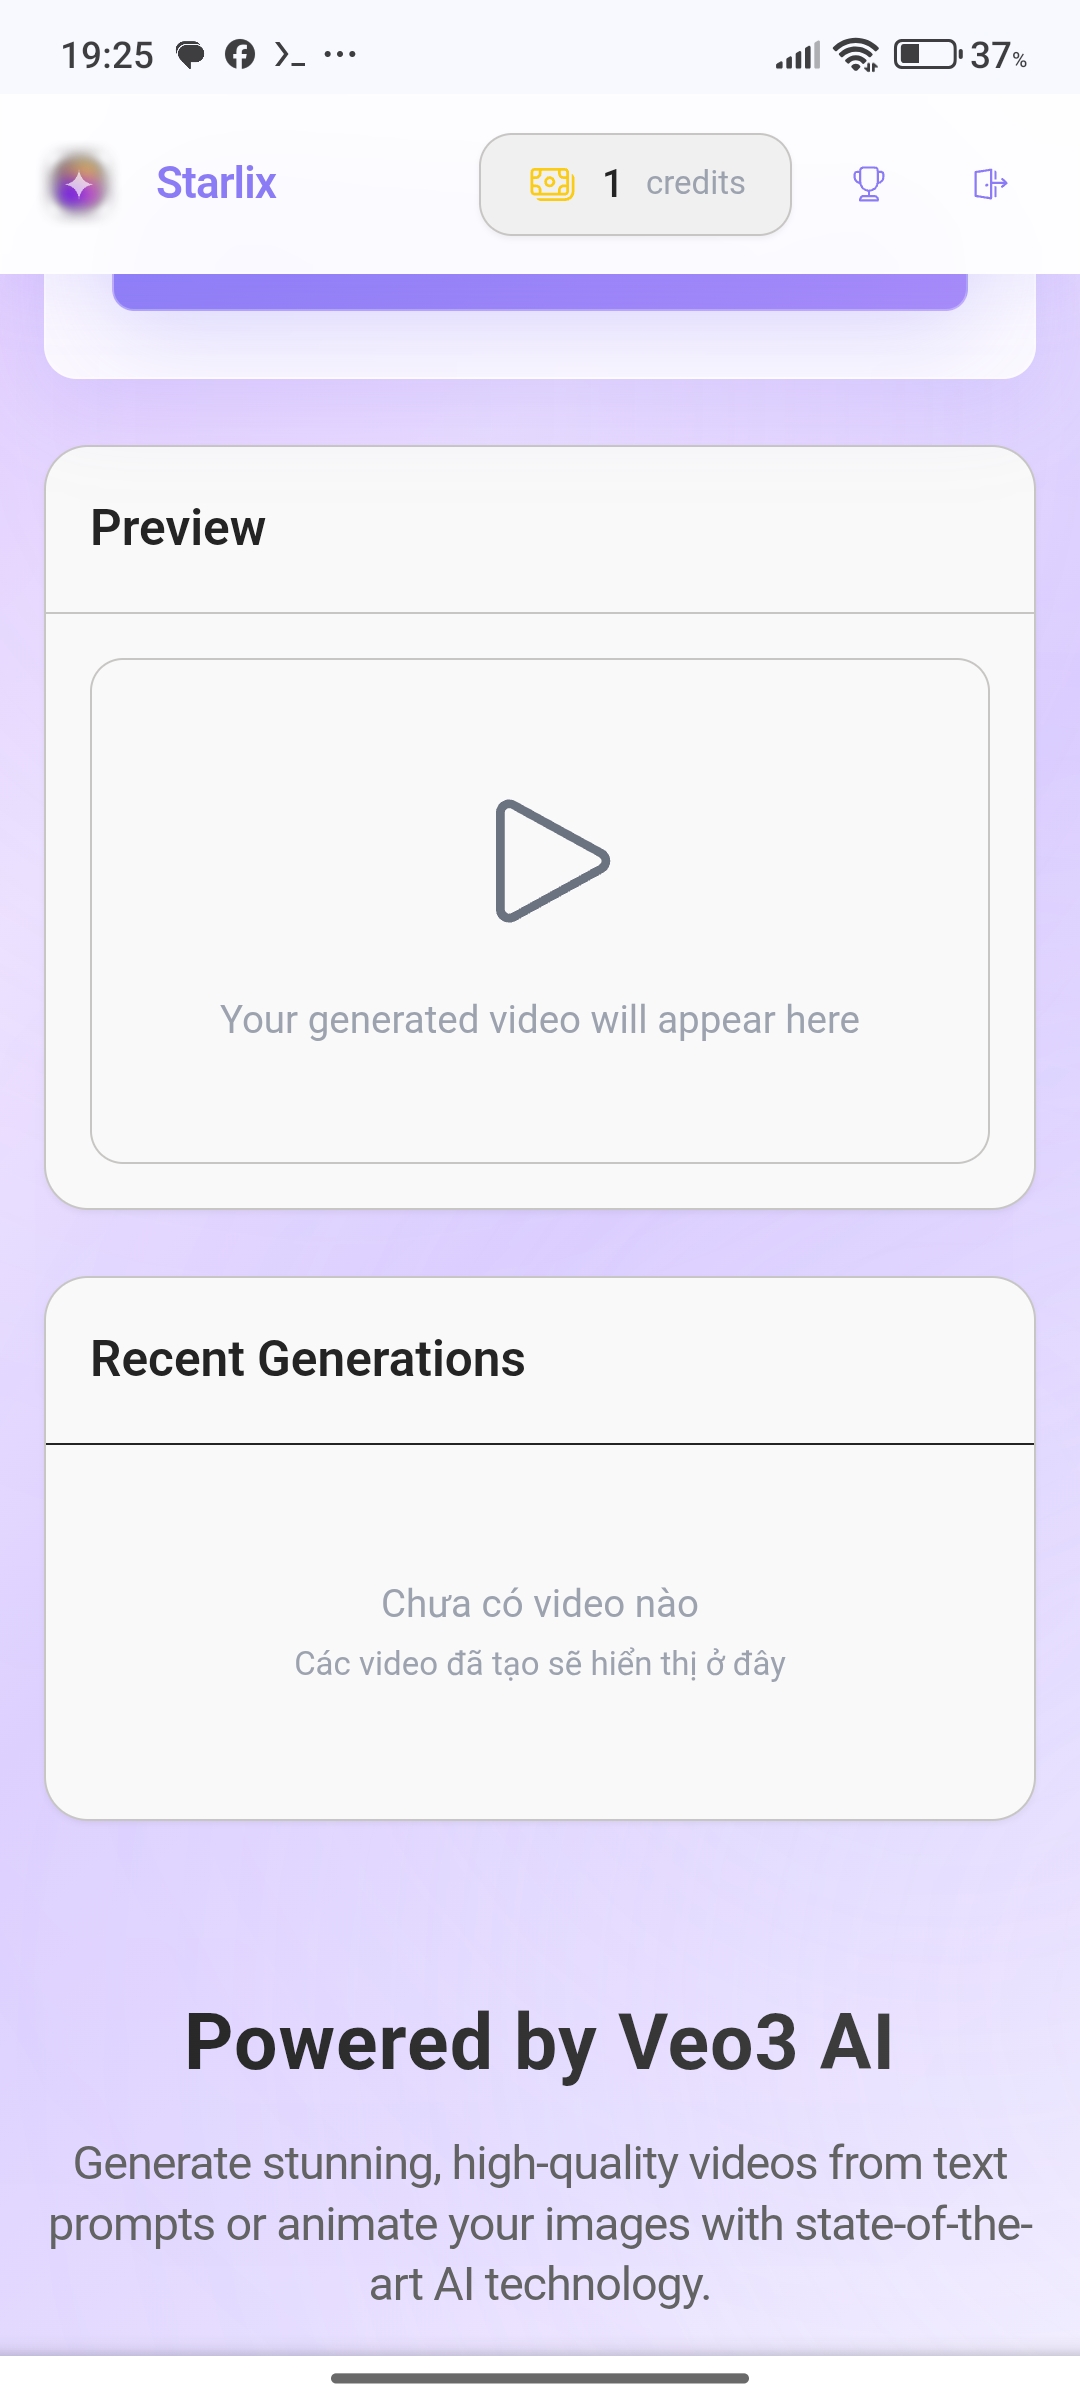 19:25
37%
Starlix
1 credits
Preview
Your generated video will appear here
Recent Generations
Chưa có video nào
Các video đã tạo sẽ hiển thị ở đây
Powered by Veo3 AI
Generate stunning, high-quality videos from text
prompts or animate your images with state-of-the-
art AI technology.